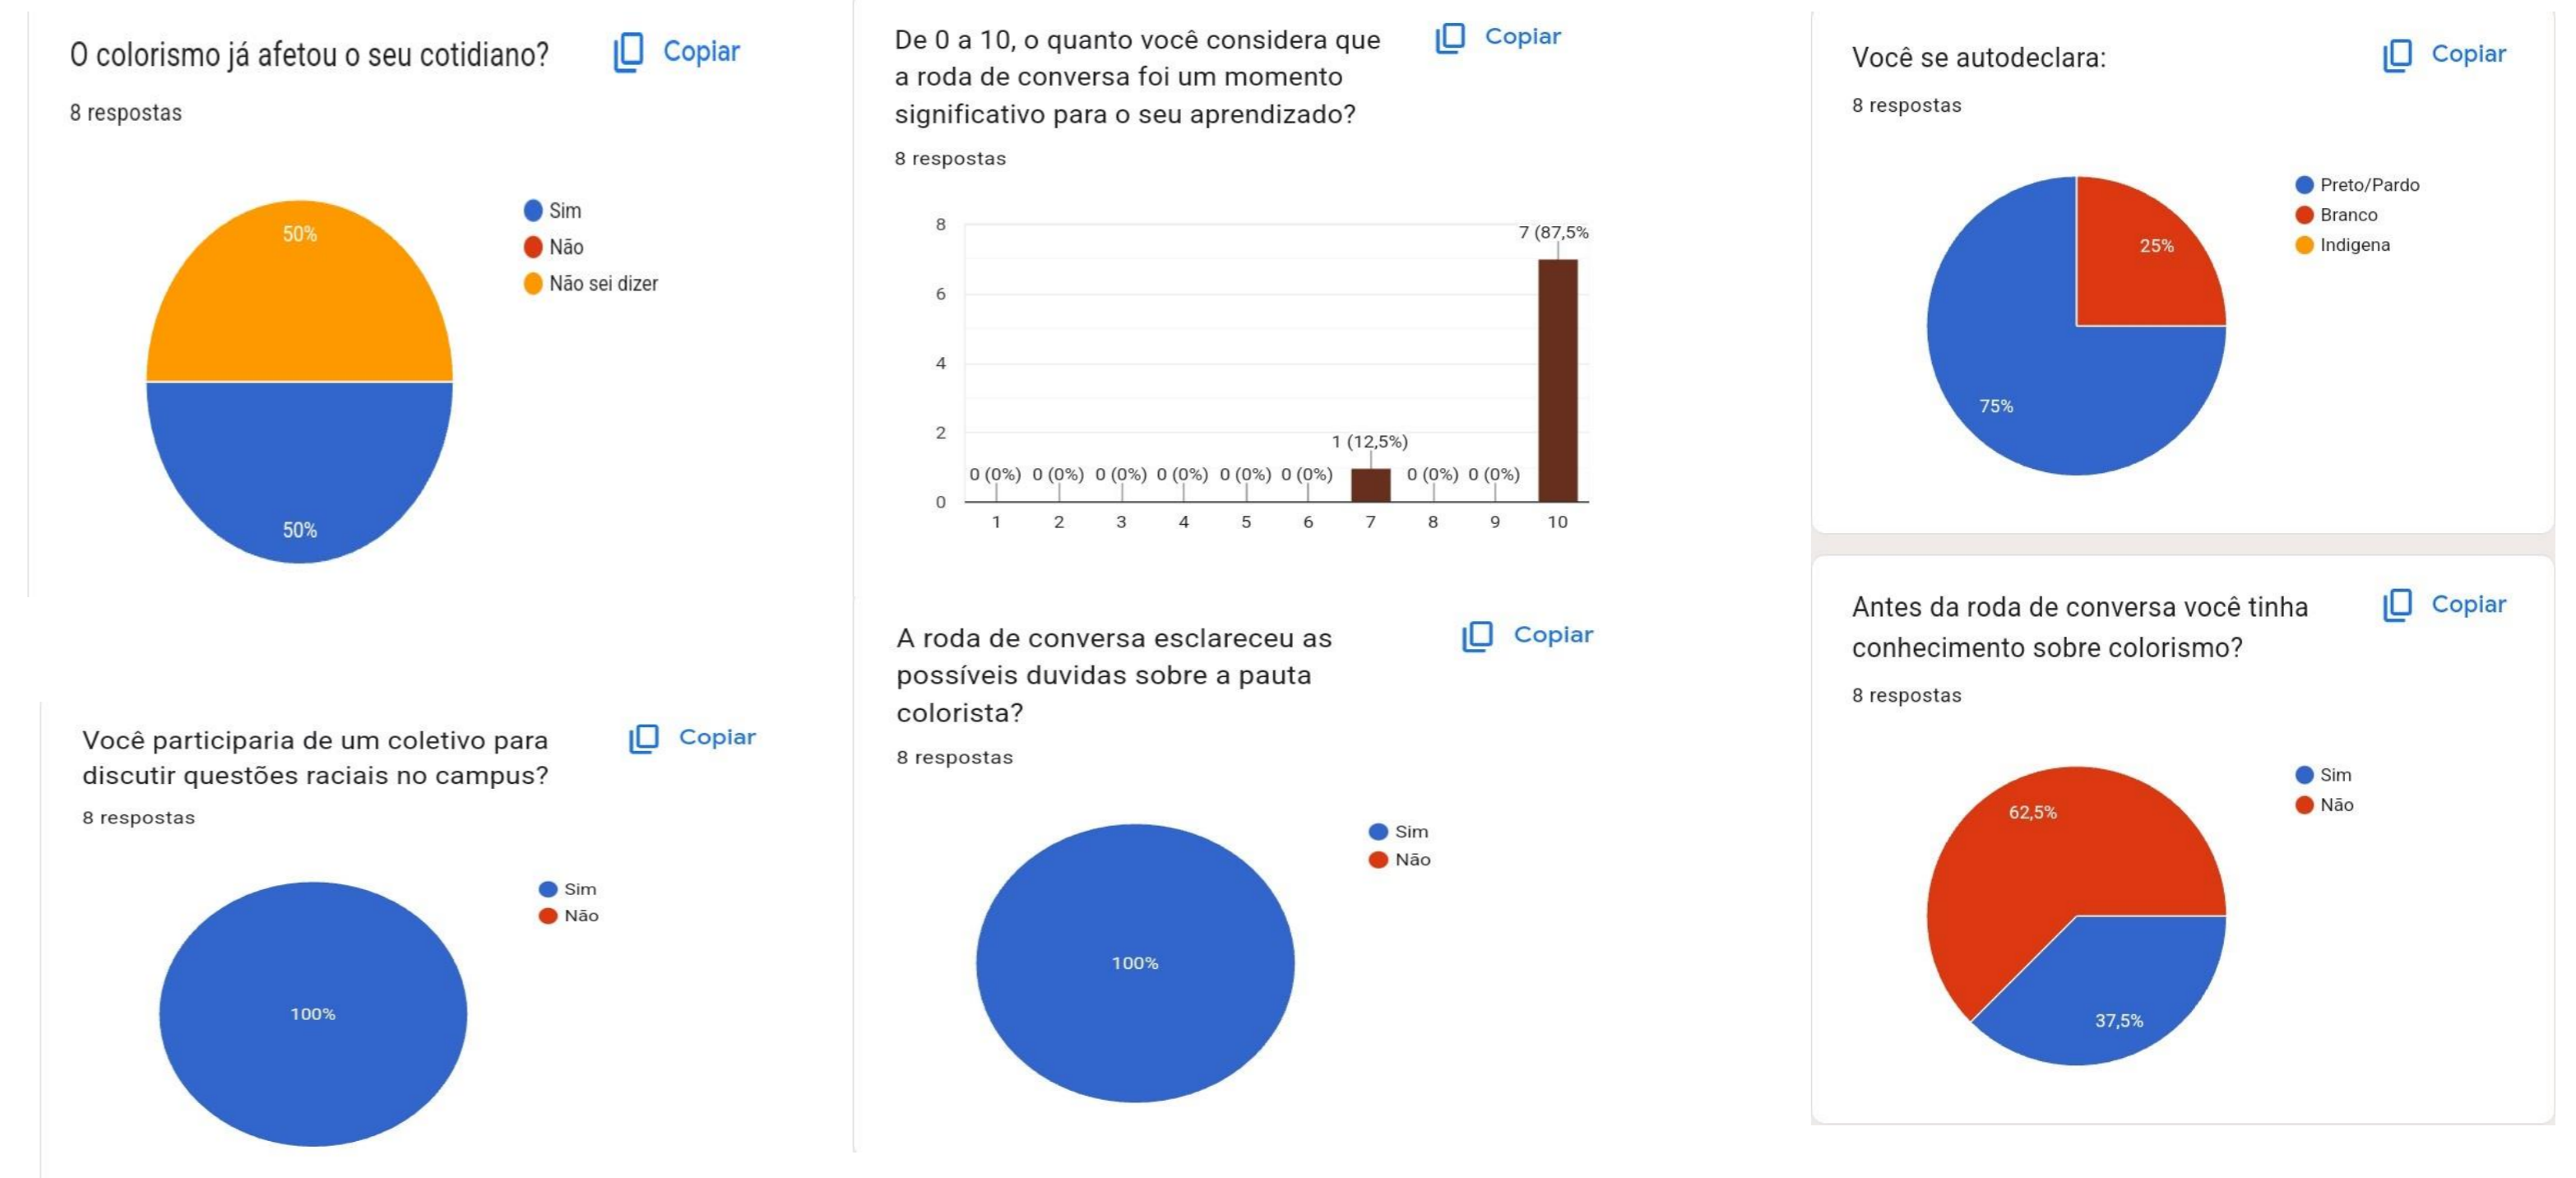 O colorismo já afetou o seu cotidiano?
Copiar
8 respostas
50%
50%
Sim
Não
Não sei dizer
Você participaria de um coletivo para
discutir questões raciais no campus?
Copiar
8 respostas
100%
Sim
Não
De 0 a 10, o quanto você considera que
a roda de conversa foi um momento
significativo para o seu aprendizado?
Copiar
8 respostas
8
6
4
2
0
0 (0%) 0 (0%) 0 (0%) 0 (0%) 0 (0%) 0 (0%) 1 (12,5%) 0 (0%) 0 (0%) 7 (87,5%
1 2 3 4 5 6 7 8 9 10
A roda de conversa esclareceu as
possíveis duvidas sobre a pauta
colorista?
Copiar
8 respostas
100%
Sim
Não
Você se autodeclara:
Copiar
8 respostas
25%
75%
Preto/Pardo
Branco
Indigena
Antes da roda de conversa você tinha
conhecimento sobre colorismo?
Copiar
8 respostas
62,5%
37,5%
Sim
Não